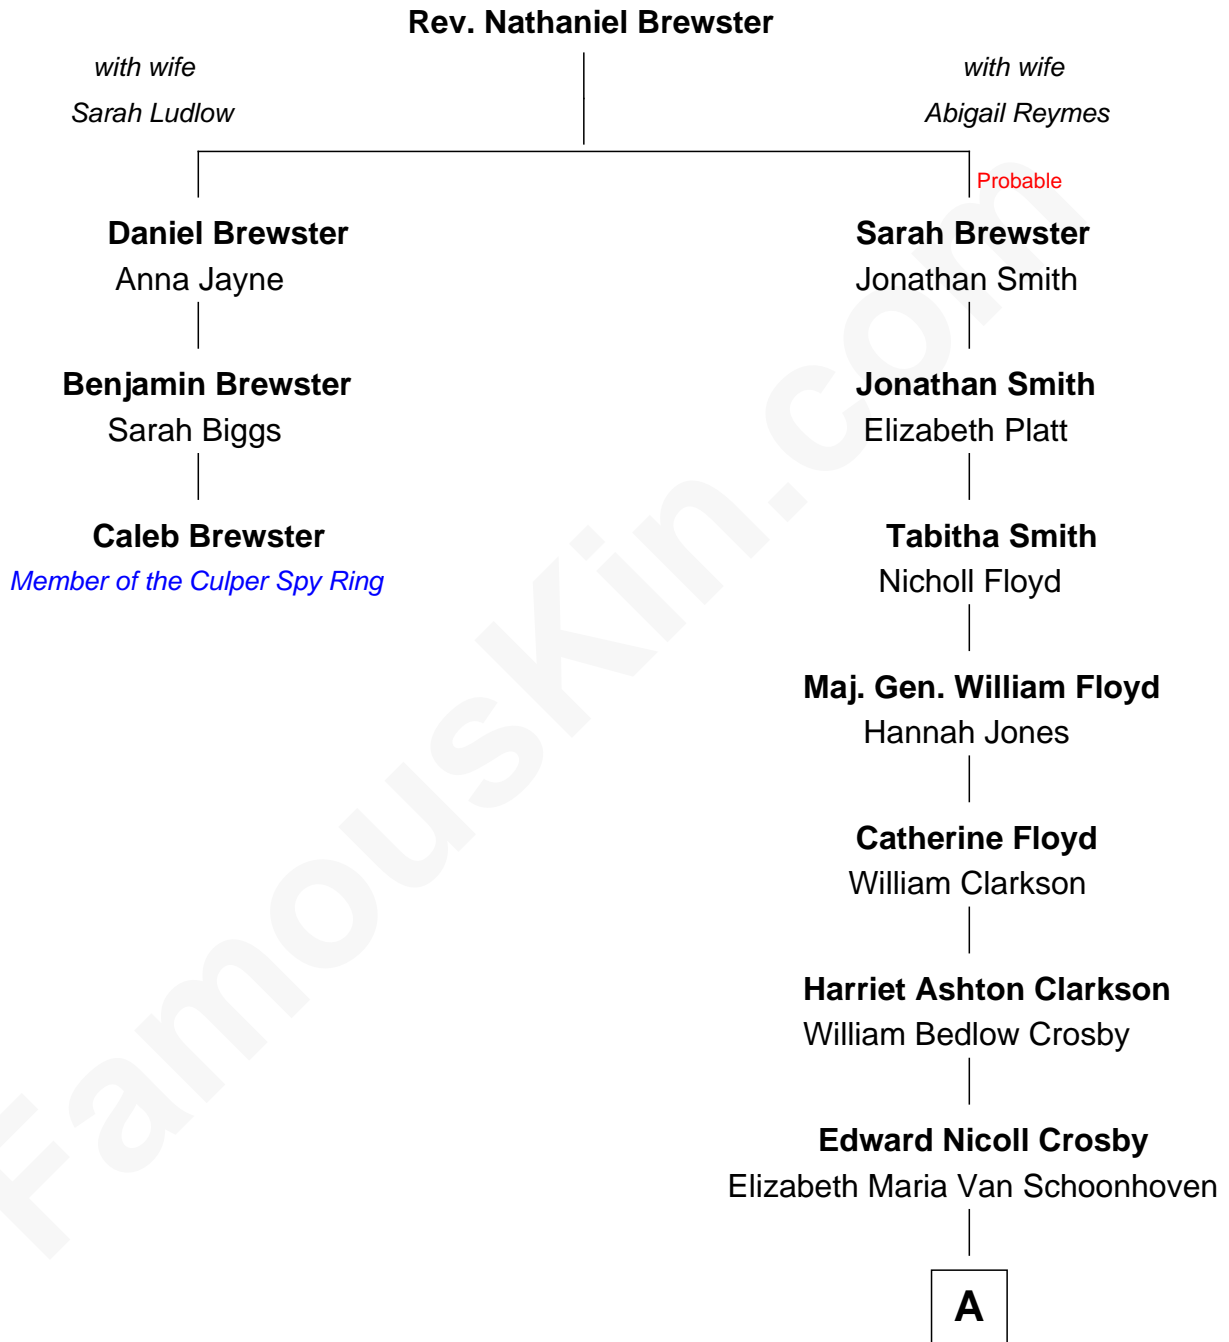 Rev. Nathaniel Brewster
with wife
Sarah Ludlow
with wife
Abigail Reymes
Probable
Daniel Brewster
Anna Jayne
Sarah Brewster
Jonathan Smith
Benjamin Brewster
Sarah Biggs
Jonathan Smith
Elizabeth Platt
Caleb Brewster
Member of the Culper Spy Ring
Tabitha Smith
Nicholl Floyd
Maj. Gen. William Floyd
Hannah Jones
Catherine Floyd
William Clarkson
Harriet Ashton Clarkson
William Bedlow Crosby
Edward Nicoll Crosby
Elizabeth Maria Van Schoonhoven
A
FamousKin.com